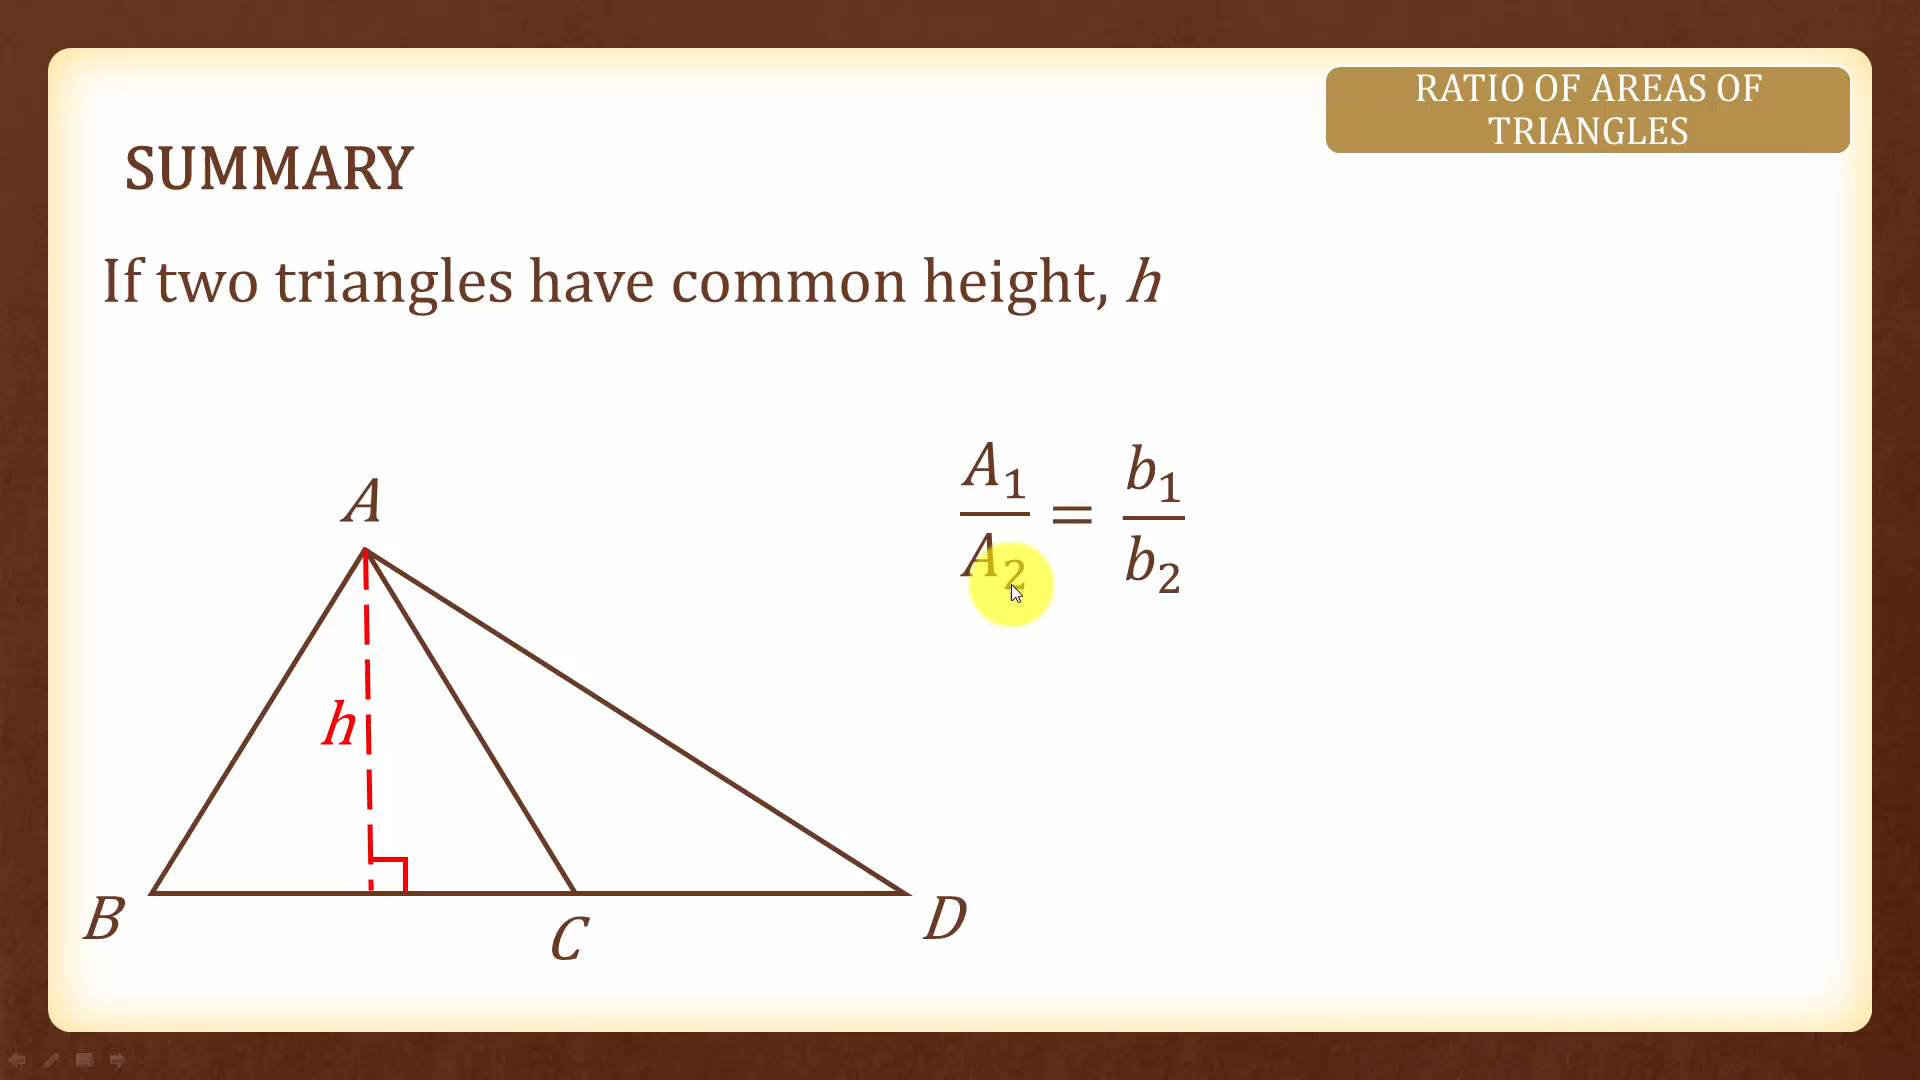 RATIO OF AREAS OF
TRIANGLES
SUMMARY
If two triangles have common height, h
A
h
B
C
D
A₁/A₂ = b₁/b₂